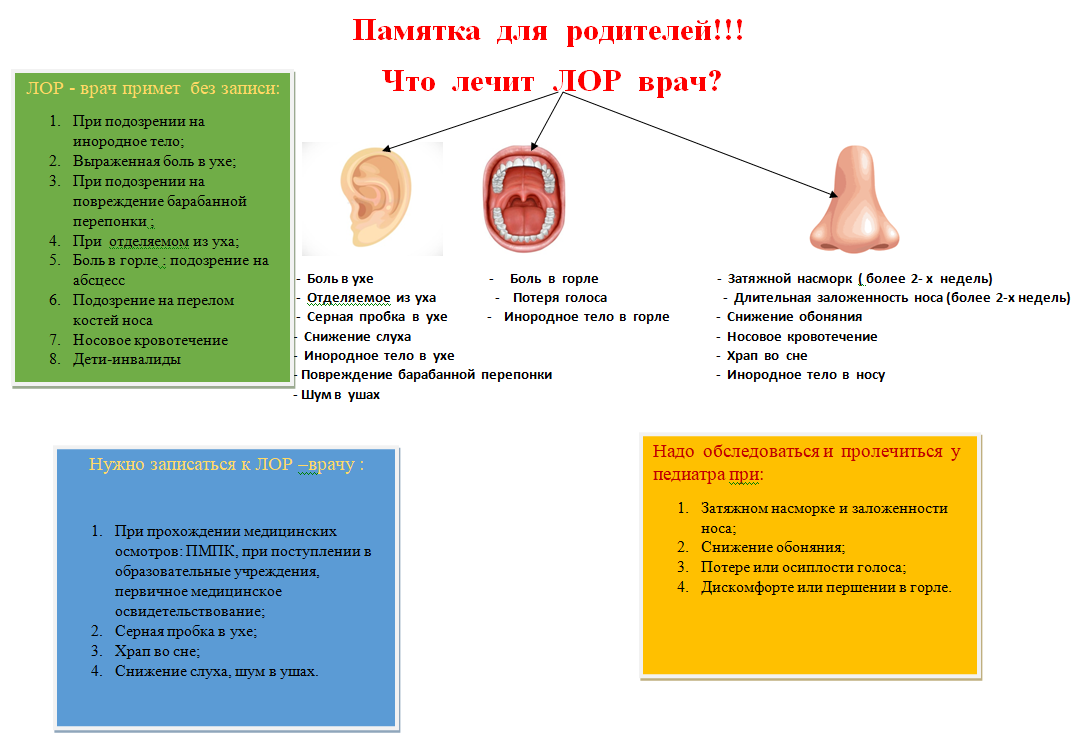 Памятка для родителей!!!
Что лечит ЛОР врач?
ЛОР - врач примет без записи:
1. При подозрении на
инородное тело;
2. Выраженная боль в ухе;
3. При подозрении на
повреждение барабанной
перепонки ;
4. При отделяемом из уха;
5. Боль в горле : подозрение на
абсцесс
6. Подозрение на перелом
костей носа
7. Носовое кровотечение
8. Дети-инвалиды
- Боль в ухе
- Отделяемое из уха
- Серная пробка в ухе
- Снижение слуха
- Инородное тело в ухе
- Повреждение барабанной перепонки
- Шум в ушах
- Боль в горле
- Потеря голоса
- Инородное тело в горле
- Затяжной насморк ( более 2- х недель)
- Длительная заложенность носа (более 2-х недель)
- Снижение обоняния
- Носовое кровотечение
- Храп во сне
- Инородное тело в носу
Нужно записаться к ЛОР –врачу :
1. При прохождении медицинских
осмотров: ПМПК, при поступлении в
образовательные учреждения,
первичное медицинское
освидетельствование;
2. Серная пробка в ухе;
3. Храп во сне;
4. Снижение слуха, шум в ушах.
Надо обследоваться и пролечиться у
педиатра при:
1. Затяжном насморке и заложенности
носа;
2. Снижение обоняния;
3. Потере или осиплости голоса;
4. Дискомфорте или першении в горле.